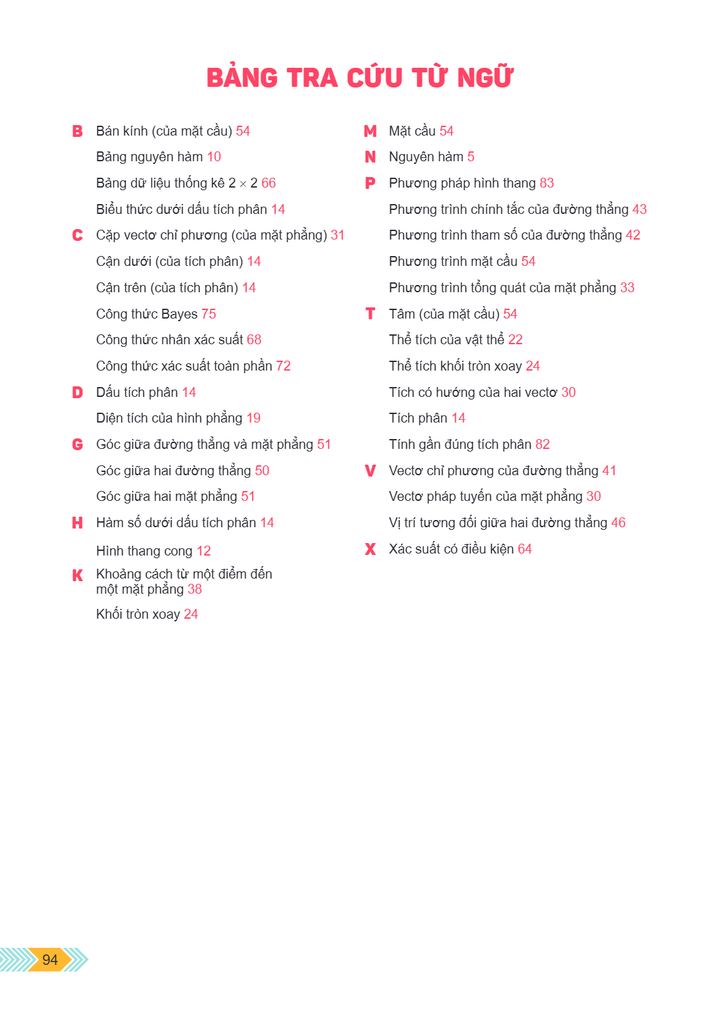 BẢNG TRA CỨU TỪ NGỮ
B Bán kính (của mặt cầu) 54
Bảng nguyên hàm 10
Bảng dữ liệu thống kê 2 × 2 66
Biểu thức dưới dấu tích phân 14
C Cặp vectơ chỉ phương (của mặt phẳng) 31
Cận dưới (của tích phân) 14
Cận trên (của tích phân) 14
Công thức Bayes 75
Công thức nhân xác suất 68
Công thức xác suất toàn phần 72
D Dấu tích phân 14
Diện tích của hình phẳng 19
G Góc giữa đường thẳng và mặt phẳng 51
Góc giữa hai đường thẳng 50
Góc giữa hai mặt phẳng 51
H Hàm số dưới dấu tích phân 14
Hình thang cong 12
K Khoảng cách từ một điểm đến
một mặt phẳng 38
Khối tròn xoay 24
M Mặt cầu 54
N Nguyên hàm 5
P Phương pháp hình thang 83
Phương trình chính tắc của đường thẳng 43
Phương trình tham số của đường thẳng 42
Phương trình mặt cầu 54
Phương trình tổng quát của mặt phẳng 33
T Tâm (của mặt cầu) 54
Thể tích của vật thể 22
Thể tích khối tròn xoay 24
Tích có hướng của hai vectơ 30
Tích phân 14
Tính gần đúng tích phân 82
V Vectơ chỉ phương của đường thẳng 41
Vectơ pháp tuyến của mặt phẳng 30
Vị trí tương đối giữa hai đường thẳng 46
X Xác suất có điều kiện 64
94